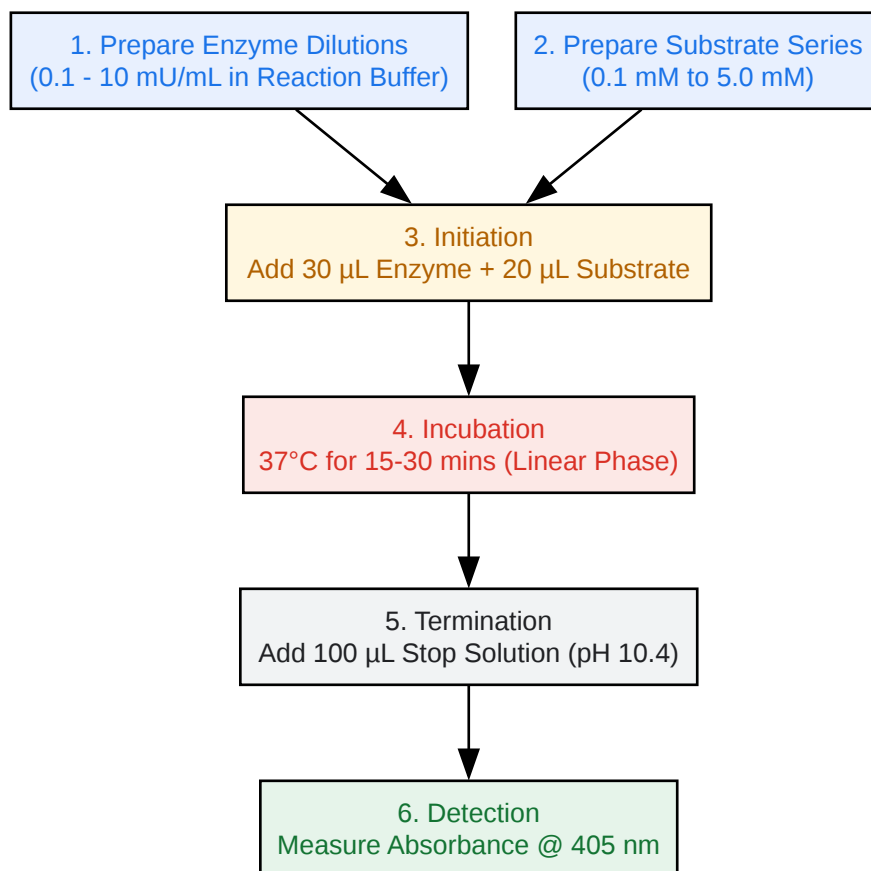 1. Prepare Enzyme Dilutions
(0.1 - 10 mU/mL in Reaction Buffer)
2. Prepare Substrate Series
(0.1 mM to 5.0 mM)
3. Initiation
Add 30 µL Enzyme + 20 µL Substrate
4. Incubation
37°C for 15-30 mins (Linear Phase)
5. Termination
Add 100 µL Stop Solution (pH 10.4)
6. Detection
Measure Absorbance @ 405 nm